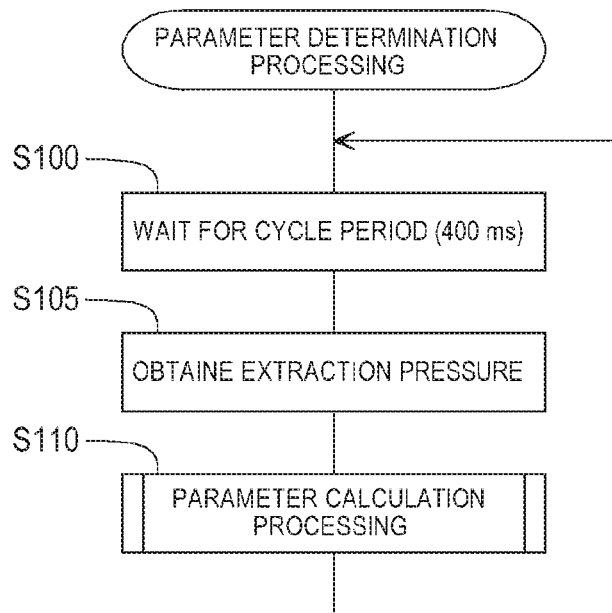 PARAMETER DETERMINATION
PROCESSING
S100
WAIT FOR CYCLE PERIOD (400 ms)
S105
OBTAINE EXTRACTION PRESSURE
S110
PARAMETER CALCULATION
PROCESSING